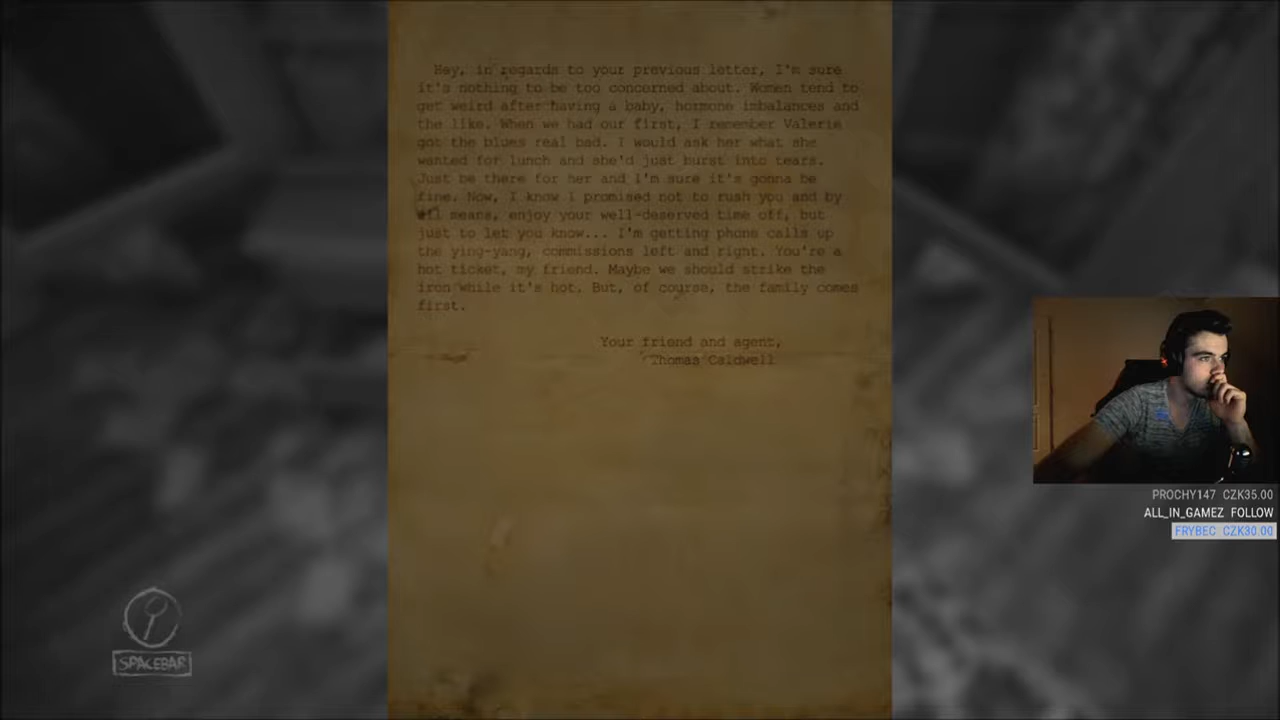 Hey, in regards to your previous letter, I'm sure
it's nothing to be too concerned about. Women tend to
get weird after having a baby, hormone imbalances and
the like. When we had our first, I remember Valerie
got the blues real bad. I would ask her what she
wanted for lunch and she'd just burst into tears.
Just be there for her and I'm sure it's gonna be
fine. Now, I know I promised not to rush you and by
all means, enjoy your well-deserved time off, but
just to let you know... I'm getting phone calls up
the ying-yang, commissions left and right. You're a
hot ticket, my friend. Maybe we should strike the
iron while it's hot. But, of course, the family comes
first.
Your friend and agent,
Thomas Caldwell
PROCHY147 CZK35.00
ALL_IN_GAMEZ FOLLOW
FRYBEC CZK30.00
SPACEBAR